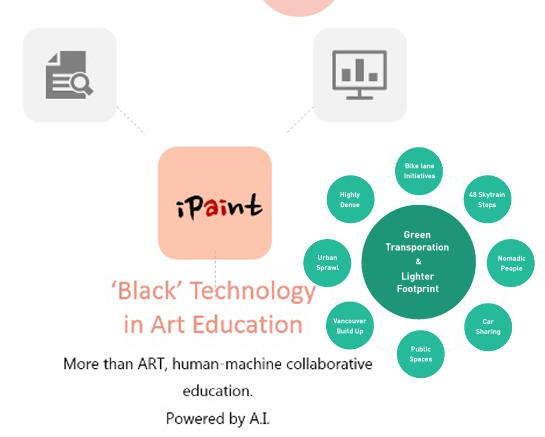 iPaint
'Black' Technology
in Art Education
More than ART, human-machine collaborative
education.
Powered by A.I.
Green
Transporation
&
Lighter
Footprint
Bike lane
Initiatives
48 Skytrain
Stops
Nomadic
People
Car
Sharing
Public
Spaces
Vancouver
Build Up
Urban
Sprawl
Highly
Dense